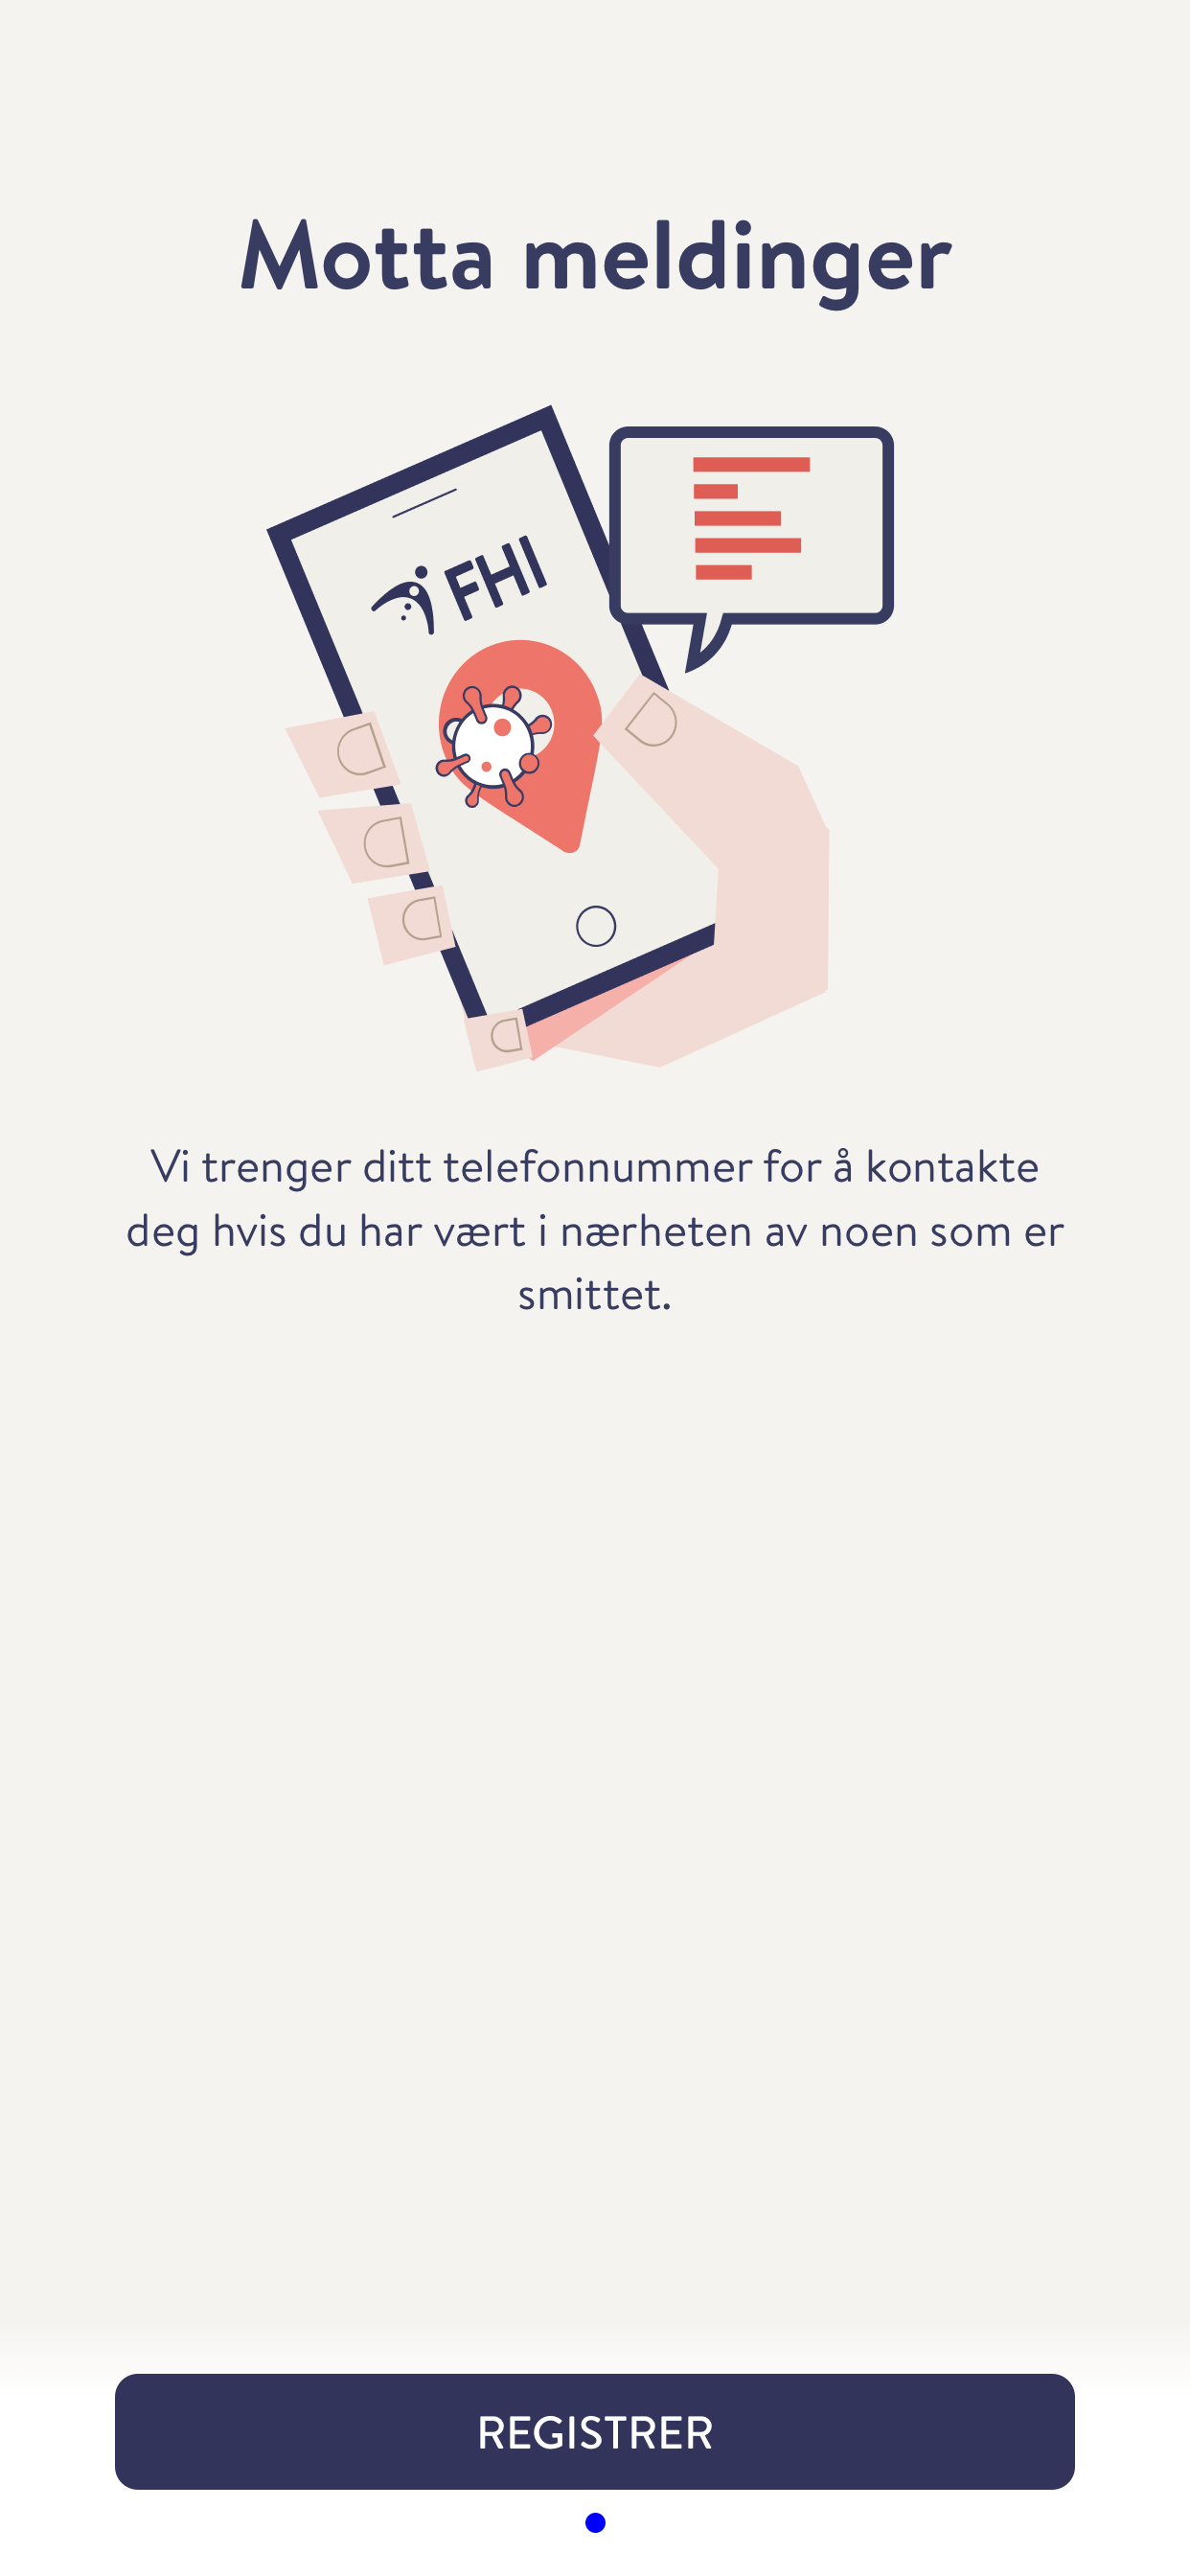 Motta meldinger
FHI
Vi trenger ditt telefonnummer for å kontakte
deg hvis du har vært i nærheten av noen som er
smittet.
REGISTRER